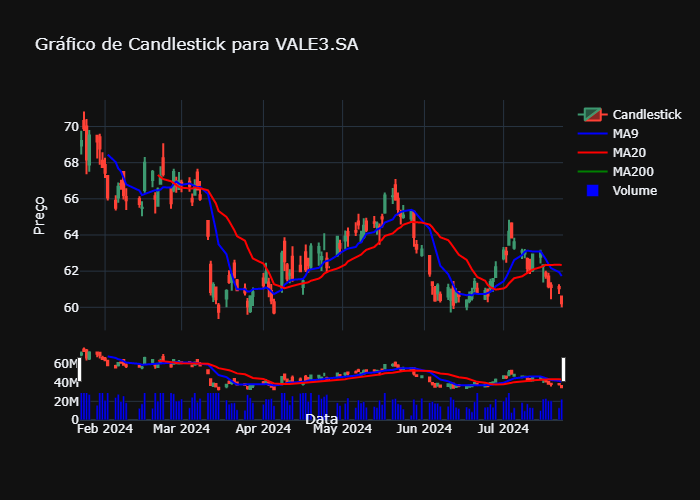 Gráfico de Candlestick para VALE3.SA
Candlestick
MA9
MA20
MA200
Volume
Preço
70
68
66
64
62
60
60M
40M
20M
0
Feb 2024 Mar 2024 Apr 2024 May 2024 Jun 2024 Jul 2024
Data